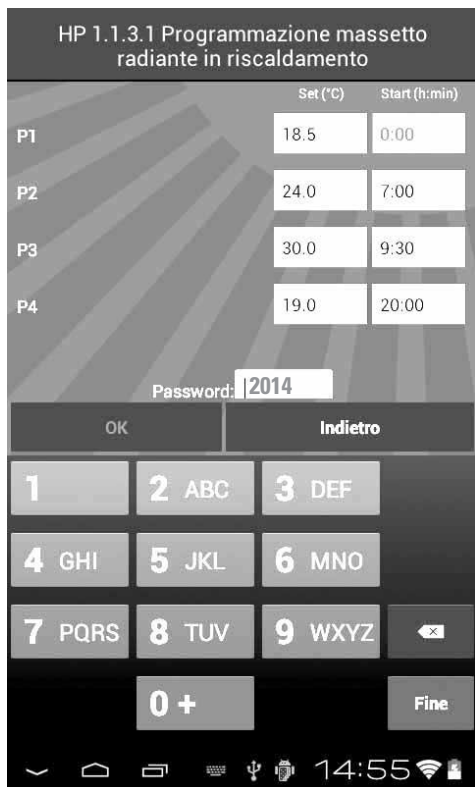 HP 1.1.3.1 Programmazione massetto
radiante in riscaldamento
Set (°C) Start (h:min)
P1 18.5 0:00
P2 24.0 7:00
P3 30.0 9:30
P4 19.0 20:00
Password: 2014
OK Indietro
1 2 ABC 3 DEF
4 GHI 5 JKL 6 MNO
7 PQRS 8 TUV 9 WXYZ
0 + Fine
14:55